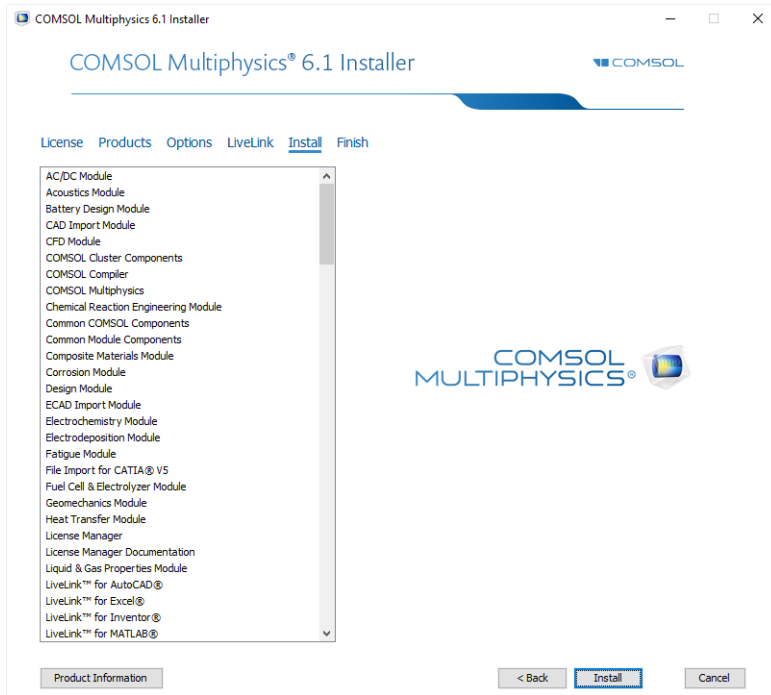 COMSOL Multiphysics 6.1 Installer
COMSOL Multiphysics® 6.1 Installer
COMSOL
License Products Options LiveLink Install Finish
AC/DC Module
Acoustics Module
Battery Design Module
CAD Import Module
CFD Module
COMSOL Cluster Components
COMSOL Compiler
COMSOL Multiphysics
Chemical Reaction Engineering Module
Common COMSOL Components
Common Module Components
Composite Materials Module
Corrosion Module
Design Module
ECAD Import Module
Electrochemistry Module
Electrodeposition Module
Fatigue Module
File Import for CATIA® V5
Fuel Cell & Electrolyzer Module
Geomechanics Module
Heat Transfer Module
License Manager
License Manager Documentation
Liquid & Gas Properties Module
LiveLink™ for AutoCAD®
LiveLink™ for Excel®
LiveLink™ for Inventor®
LiveLink™ for MATLAB®
COMSOL
MULTIPHYSICS®
Product Information
< Back
Install
Cancel